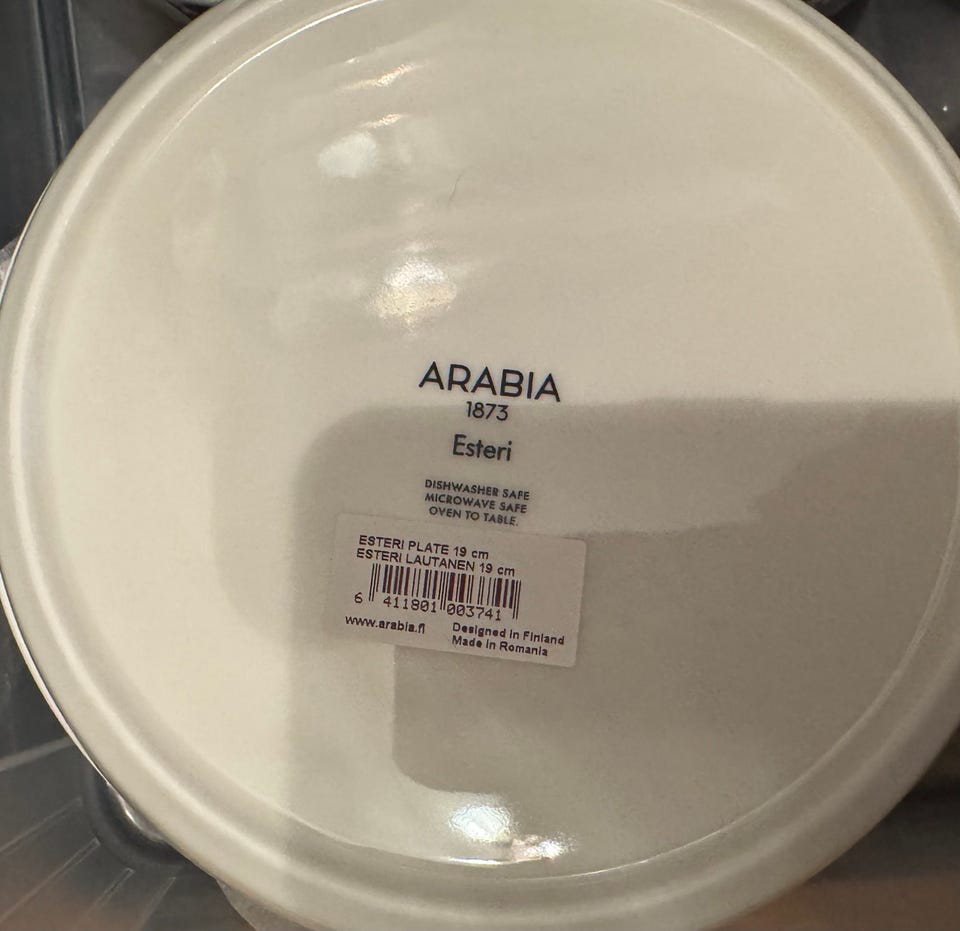 ARABIA
1873
Esteri
DISHWASHER SAFE
MICROWAVE SAFE
OVEN TO TABLE.
ESTERI PLATE 19 cm
ESTERI LAUTANEN 19 cm
6 411801 003741
www.arabia.fi
Designed in Finland
Made in Romania